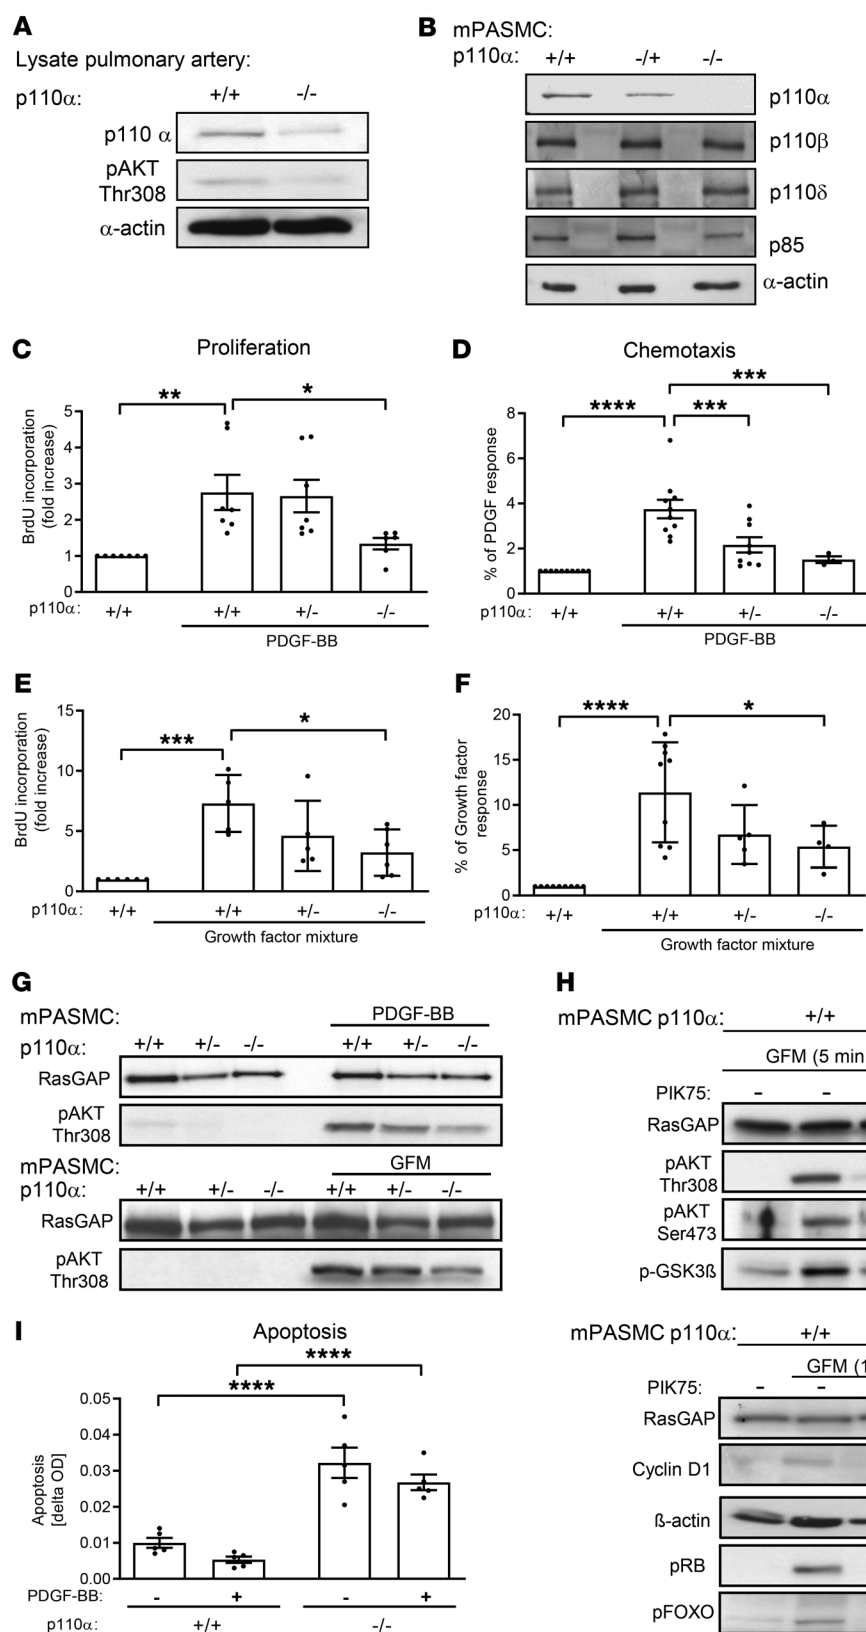 A
Lysate pulmonary artery:
p110α: +/+ -/-
p110 α
pAKT
Thr308
α-actin
B mPASMC:
p110α: +/+ -/+ -/-
p110α
p110β
p110δ
p85
α-actin
C Proliferation
** *
BrdU incorporation
(fold increase)
5
4
3
2
1
0
p110α: +/+ +/+ +/- -/-
PDGF-BB
D Chemotaxis
***
**** ***
% of PDGF response
8
6
4
2
0
p110α: +/+ +/+ +/- -/-
PDGF-BB
E
*** *
BrdU incorporation
(fold increase)
15
10
5
0
p110α: +/+ +/+ +/- -/-
Growth factor mixture
F
**** *
% of Growth factor
response
20
15
10
5
0
p110α: +/+ +/+ +/- -/-
Growth factor mixture
G
mPASMC: PDGF-BB
p110α: +/+ +/- -/- +/+ +/- -/-
RasGAP
pAKT
Thr308
mPASMC: GFM
p110α: +/+ +/- -/- +/+ +/- -/-
RasGAP
pAKT
Thr308
H
mPASMC p110α: +/+
GFM (5 min
PIK75: - -
RasGAP
pAKT
Thr308
pAKT
Ser473
p-GSK3ß
mPASMC p110α: +/+
GFM (1
PIK75: - -
RasGAP
Cyclin D1
ß-actin
pRB
pFOXO
I Apoptosis
****
****
Apoptosis
[delta OD]
0.05
0.04
0.03
0.02
0.01
0.00
PDGF-BB: - + - +
p110α: +/+ -/-